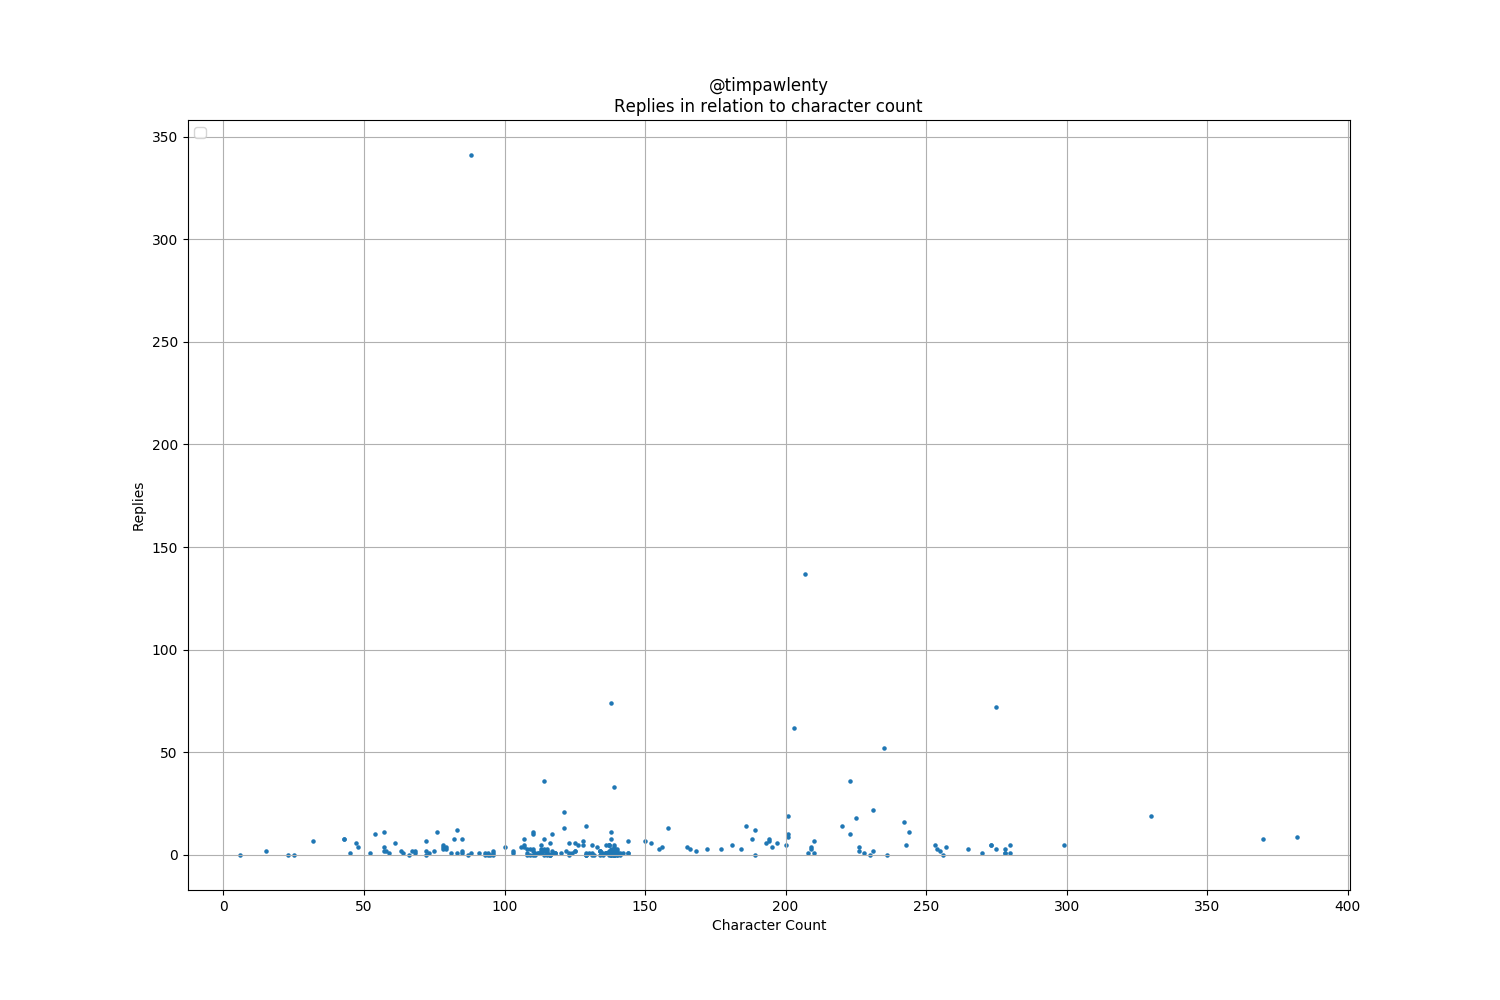 @timpawlenty
Replies in relation to character count
350
300
250
200
150
100
50
0
Replies
0 50 100 150 200 250 300 350 400
Character Count